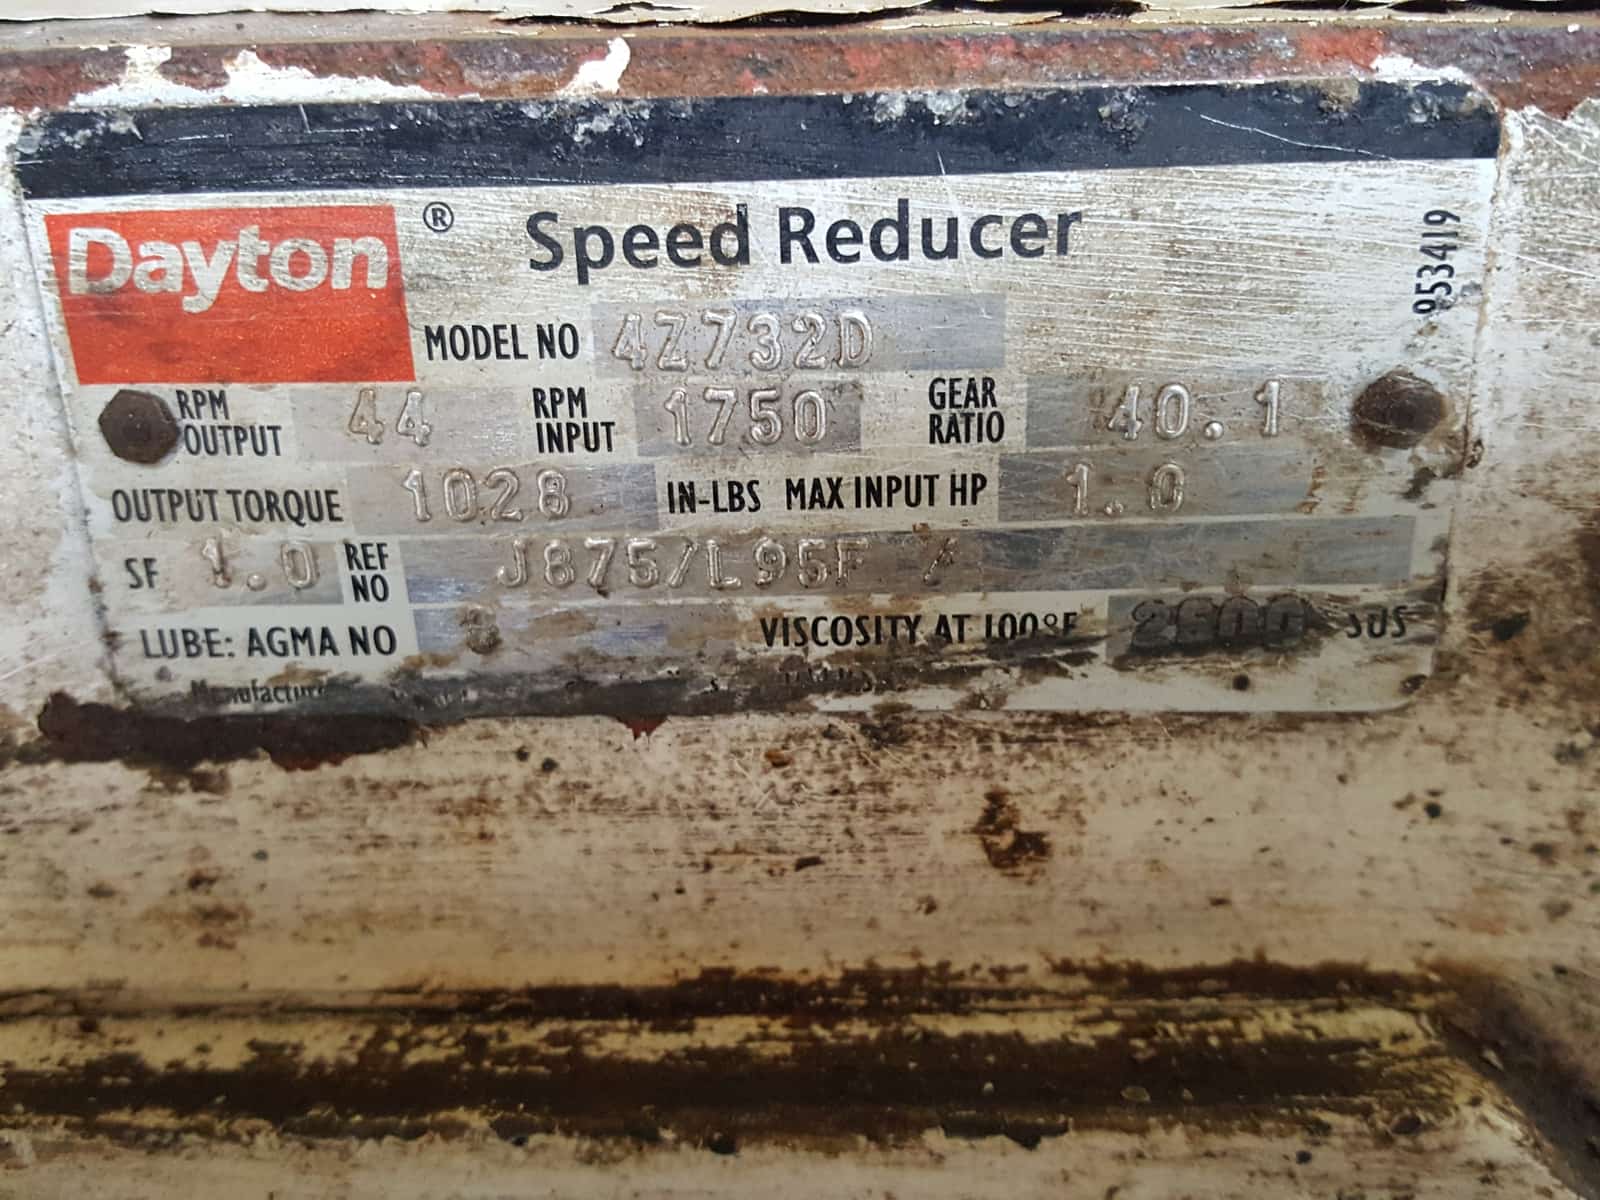 Dayton ® Speed Reducer
953419
MODEL NO 4Z732D
RPM OUTPUT 44 RPM INPUT 1750 GEAR RATIO 40.1
OUTPUT TORQUE 1028 IN-LBS MAX INPUT HP 1.0
SF 1.0 REF NO J875/L95F /
LUBE: AGMA NO 8 VISCOSITY AT 100°F SUS